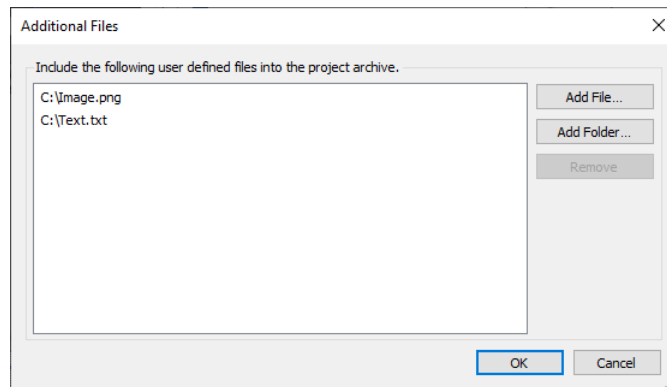 Additional Files
Include the following user defined files into the project archive.
C:\Image.png
C:\Text.txt
Add File...
Add Folder...
Remove
OK
Cancel